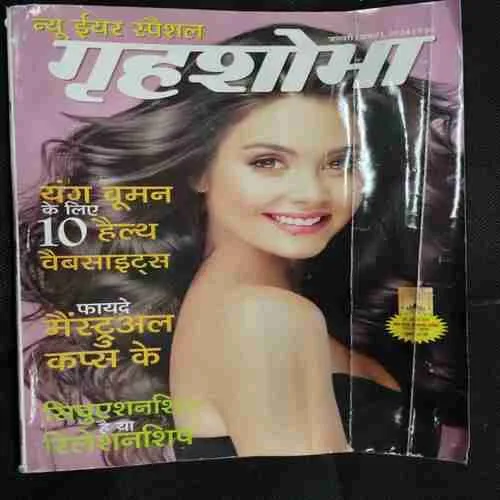 न्यू ईयर स्पैशल
गृहशोभा
यंग वूमन
के लिए
10 हैल्थ
वैबसाइट्स
फायदे
मैंस्ट्रुअल
कप्स के
सिचुएशनशिप
है या
रिलेशनशिप